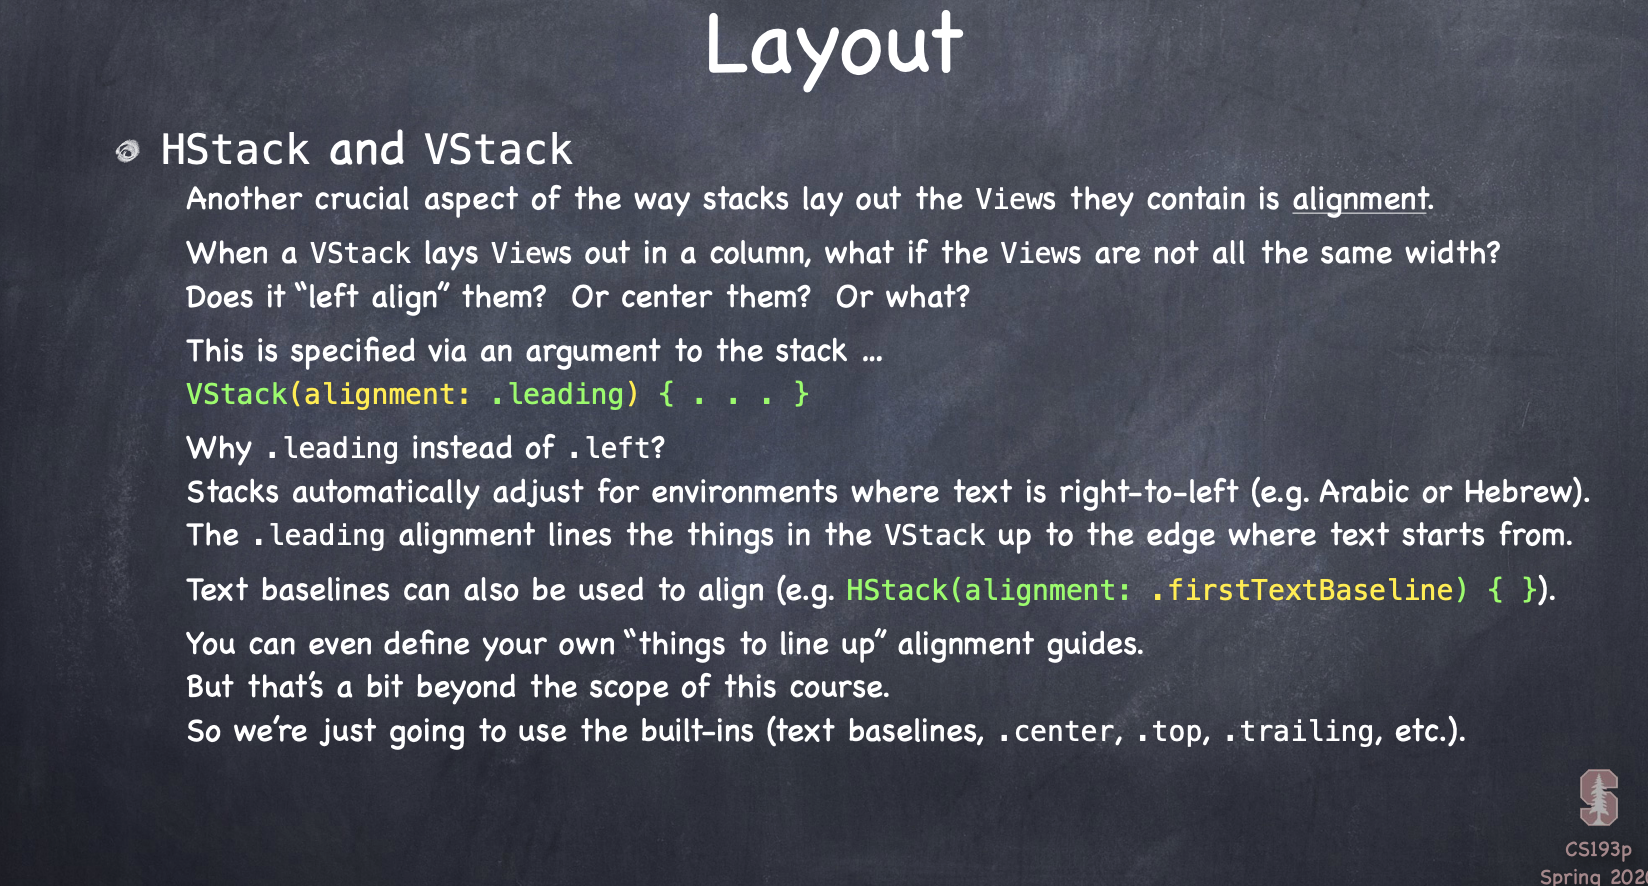 Layout
HStack and VStack
Another crucial aspect of the way stacks lay out the Views they contain is alignment.
When a VStack lays Views out in a column, what if the Views are not all the same width?
Does it “left align” them?  Or center them?  Or what?
This is specified via an argument to the stack ...
VStack(alignment: .leading) { . . . }
Why .leading instead of .left?
Stacks automatically adjust for environments where text is right-to-left (e.g. Arabic or Hebrew).
The .leading alignment lines the things in the VStack up to the edge where text starts from.
Text baselines can also be used to align (e.g. HStack(alignment: .firstTextBaseline) { }).
You can even define your own “things to line up” alignment guides.
But that’s a bit beyond the scope of this course.
So we’re just going to use the built-ins (text baselines, .center, .top, .trailing, etc.).
CS193p
Spring